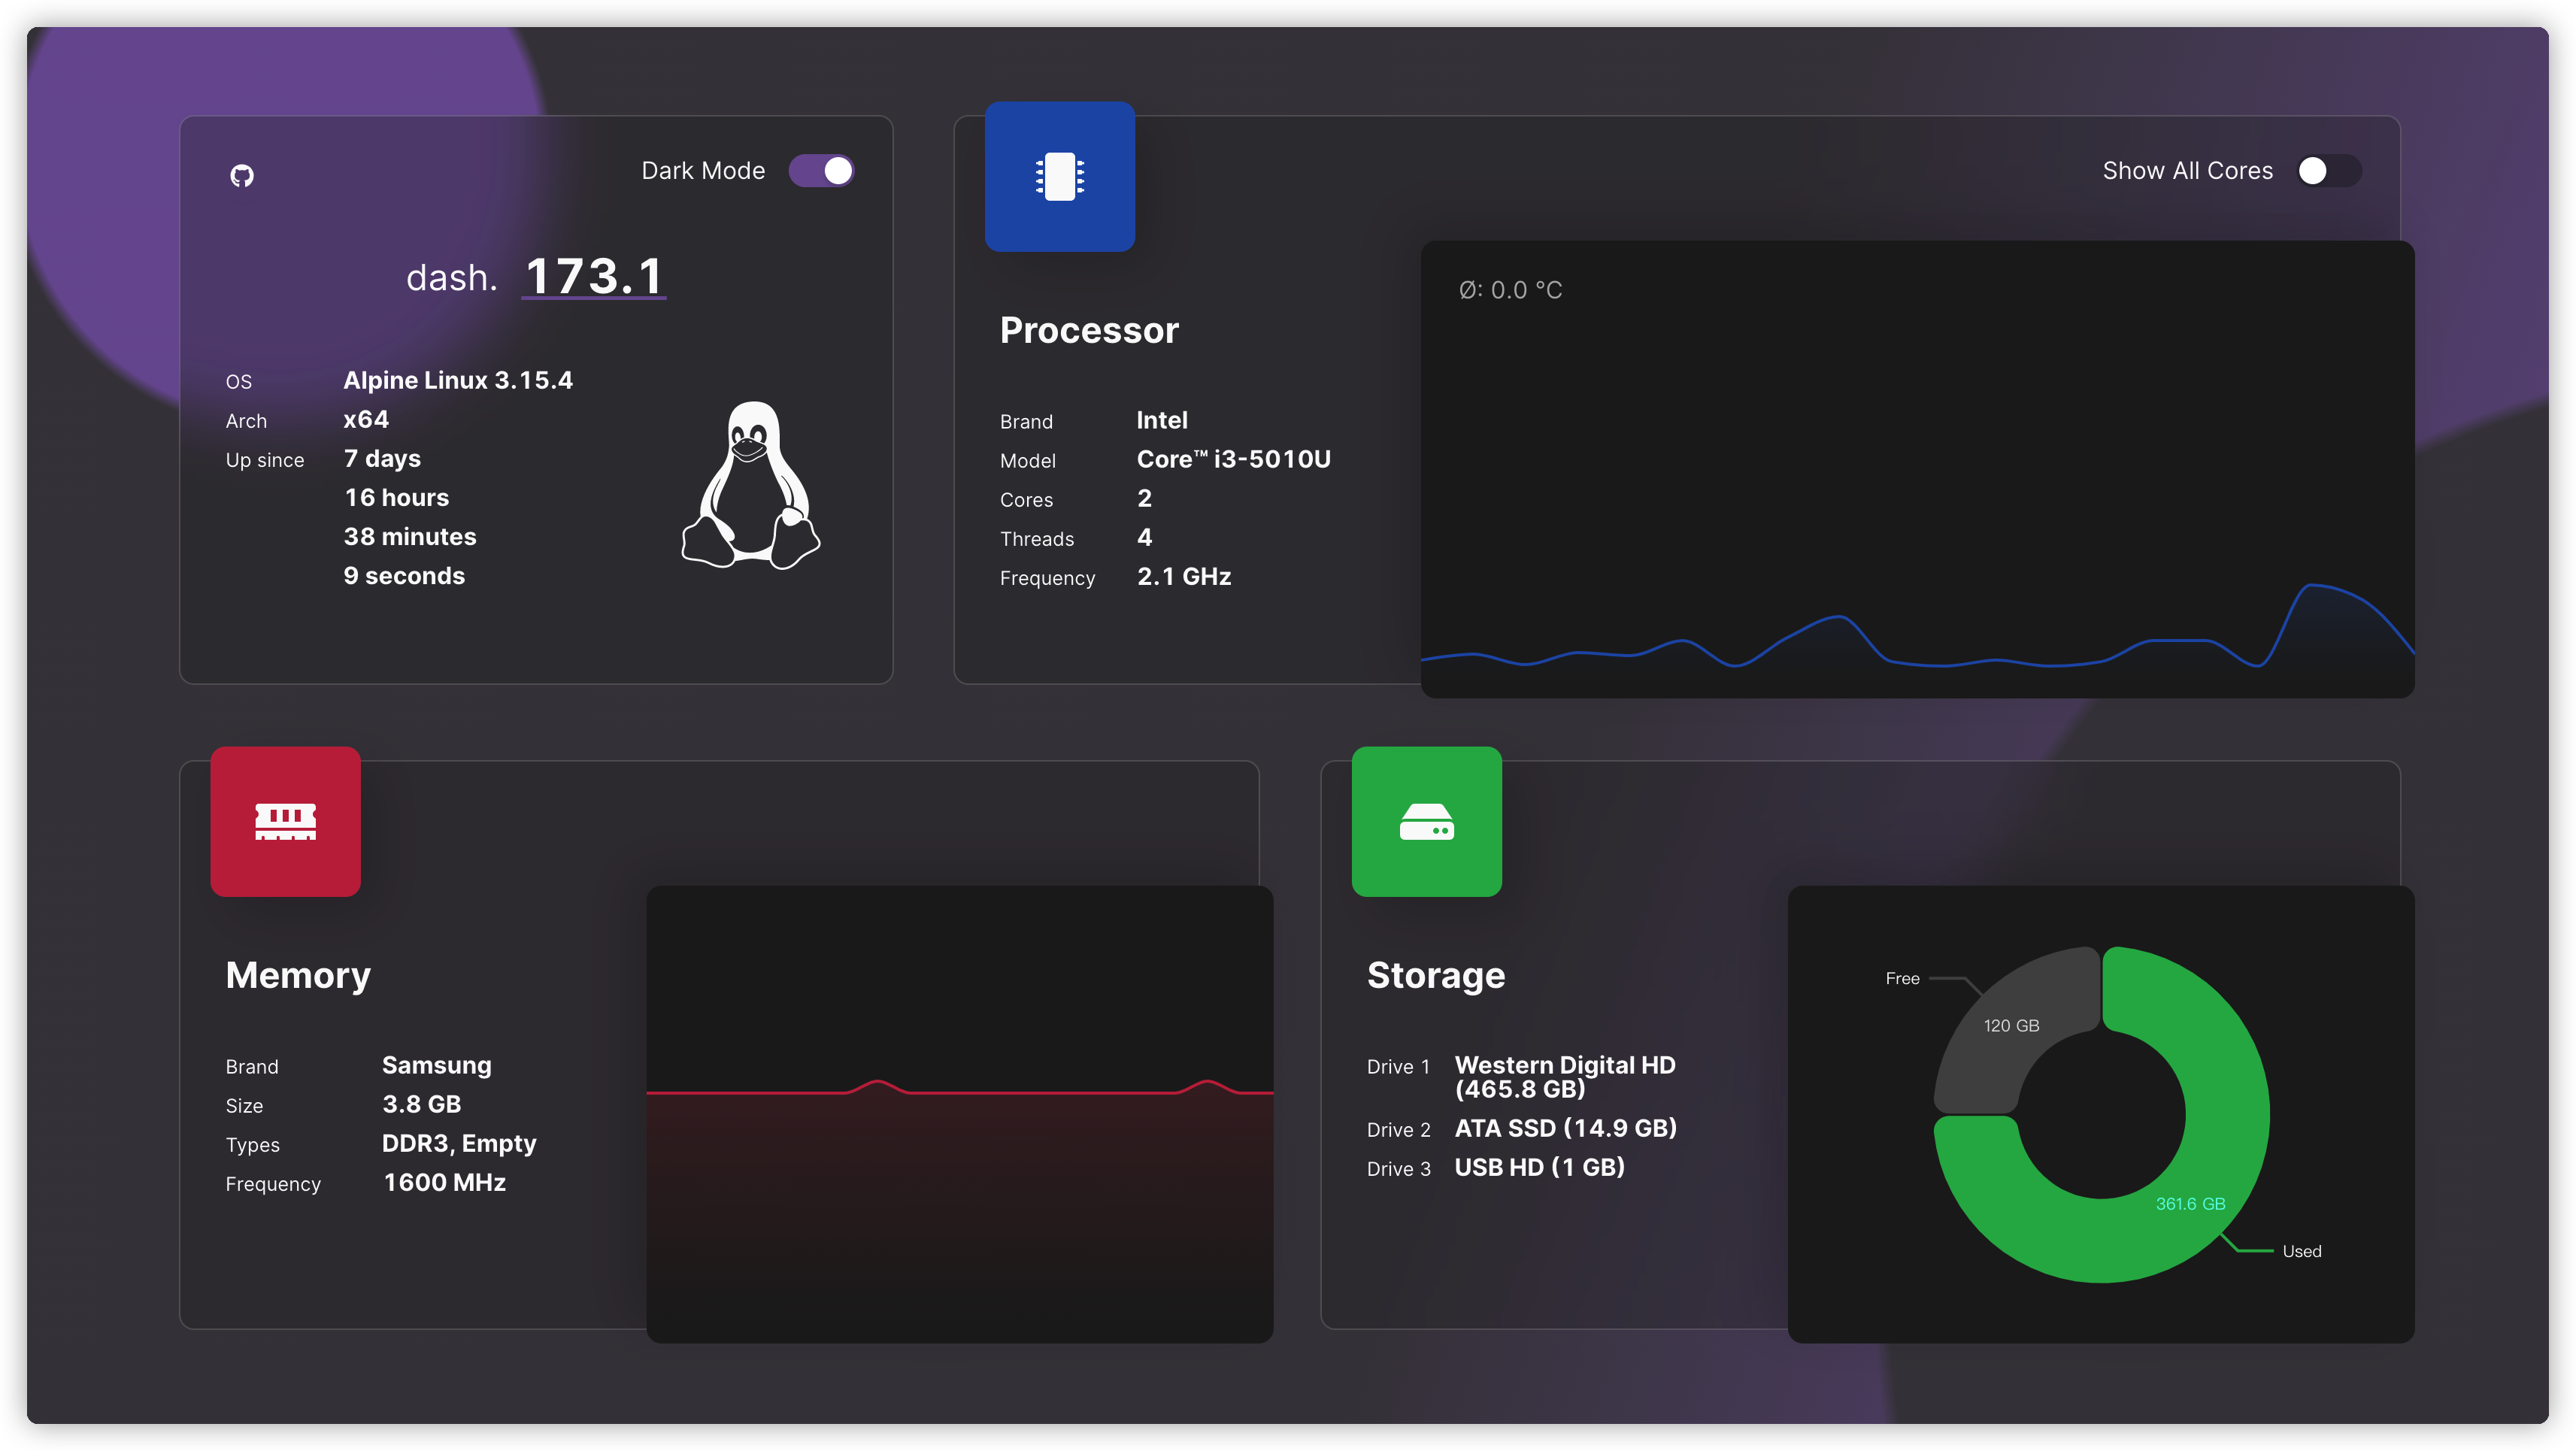 Dark Mode
dash. 173.1
OS Alpine Linux 3.15.4
Arch x64
Up since 7 days
16 hours
38 minutes
9 seconds
Show All Cores
Ø: 0.0 °C
Processor
Brand Intel
Model Core™ i3-5010U
Cores 2
Threads 4
Frequency 2.1 GHz
Memory
Brand Samsung
Size 3.8 GB
Types DDR3, Empty
Frequency 1600 MHz
Storage
Drive 1 Western Digital HD
(465.8 GB)
Drive 2 ATA SSD (14.9 GB)
Drive 3 USB HD (1 GB)
Free
120 GB
361.6 GB
Used